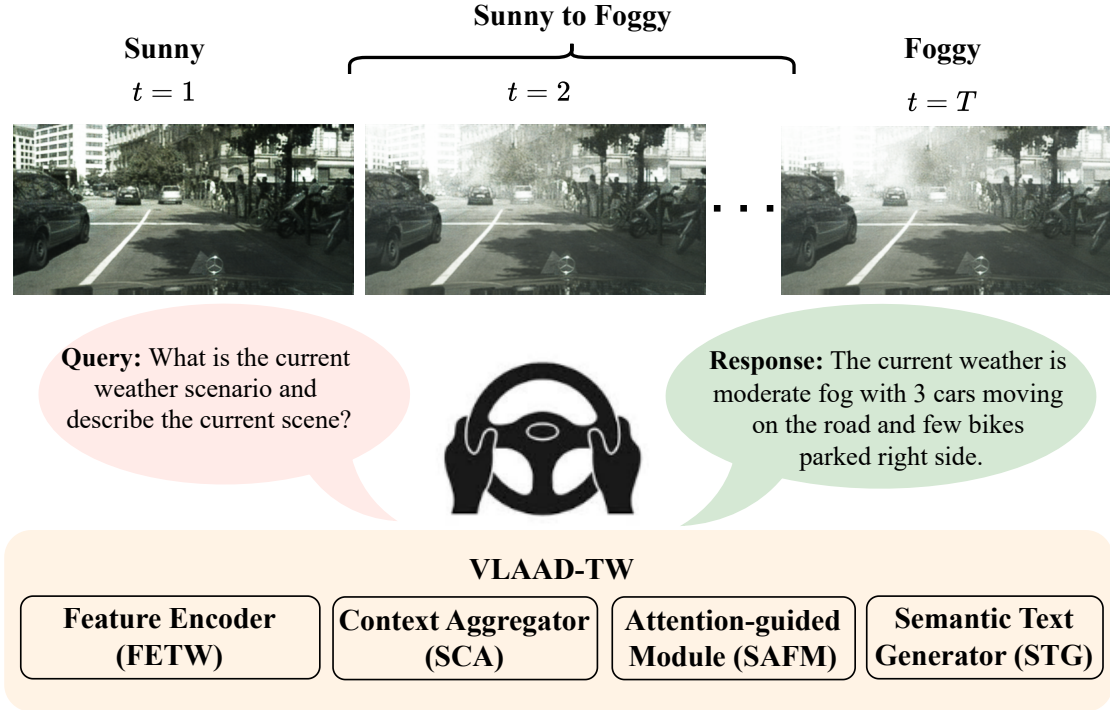 Sunny to Foggy
Sunny
Foggy
t = 1
t = 2
t = T
. . .
Query: What is the current
weather scenario and
describe the current scene?
Response: The current weather is
moderate fog with 3 cars moving
on the road and few bikes
parked right side.
VLAAD-TW
Feature Encoder
(FETW)
Context Aggregator
(SCA)
Attention-guided
Module (SAFM)
Semantic Text
Generator (STG)